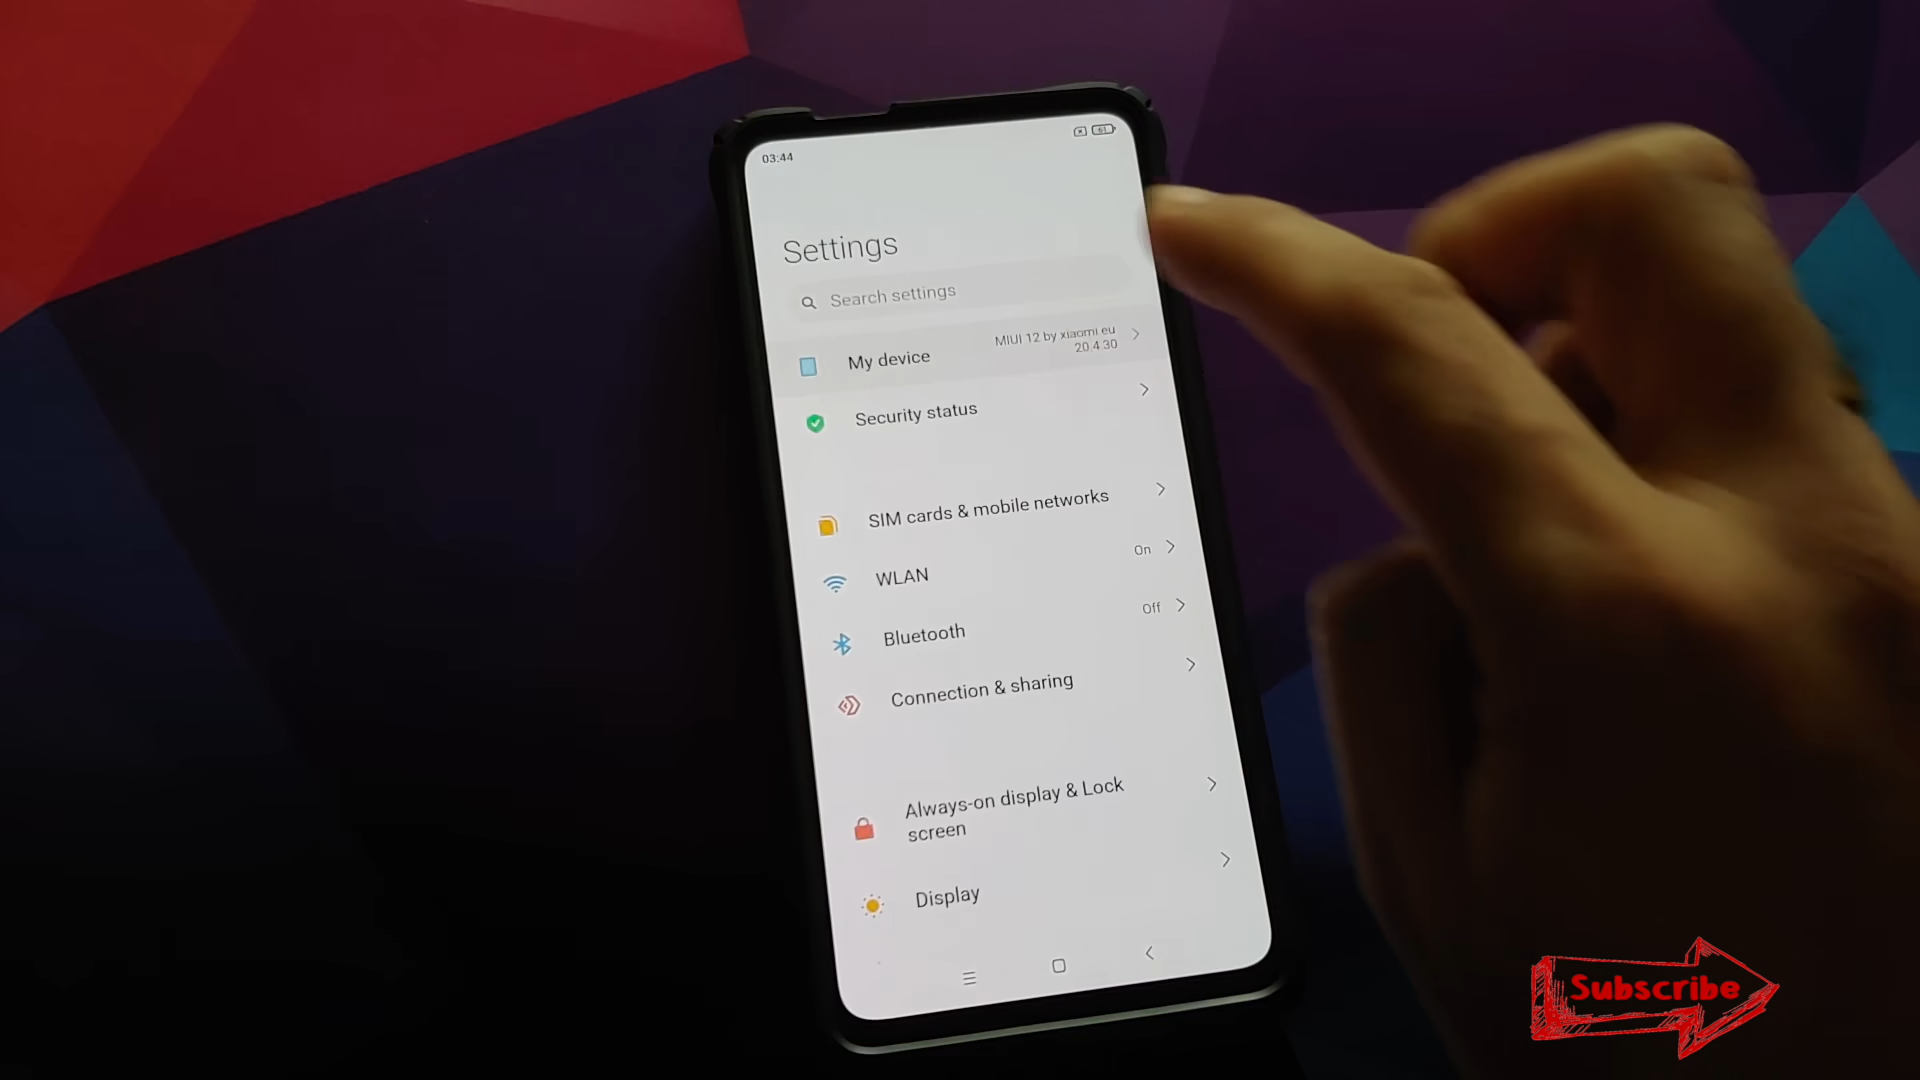 03:44
61
Settings
Search settings
My device
MIUI 12 by xiaomi.eu
20.4.30
Security status
SIM cards & mobile networks
WLAN
On
Bluetooth
Off
Connection & sharing
Always-on display & Lock
screen
Display
Subscribe